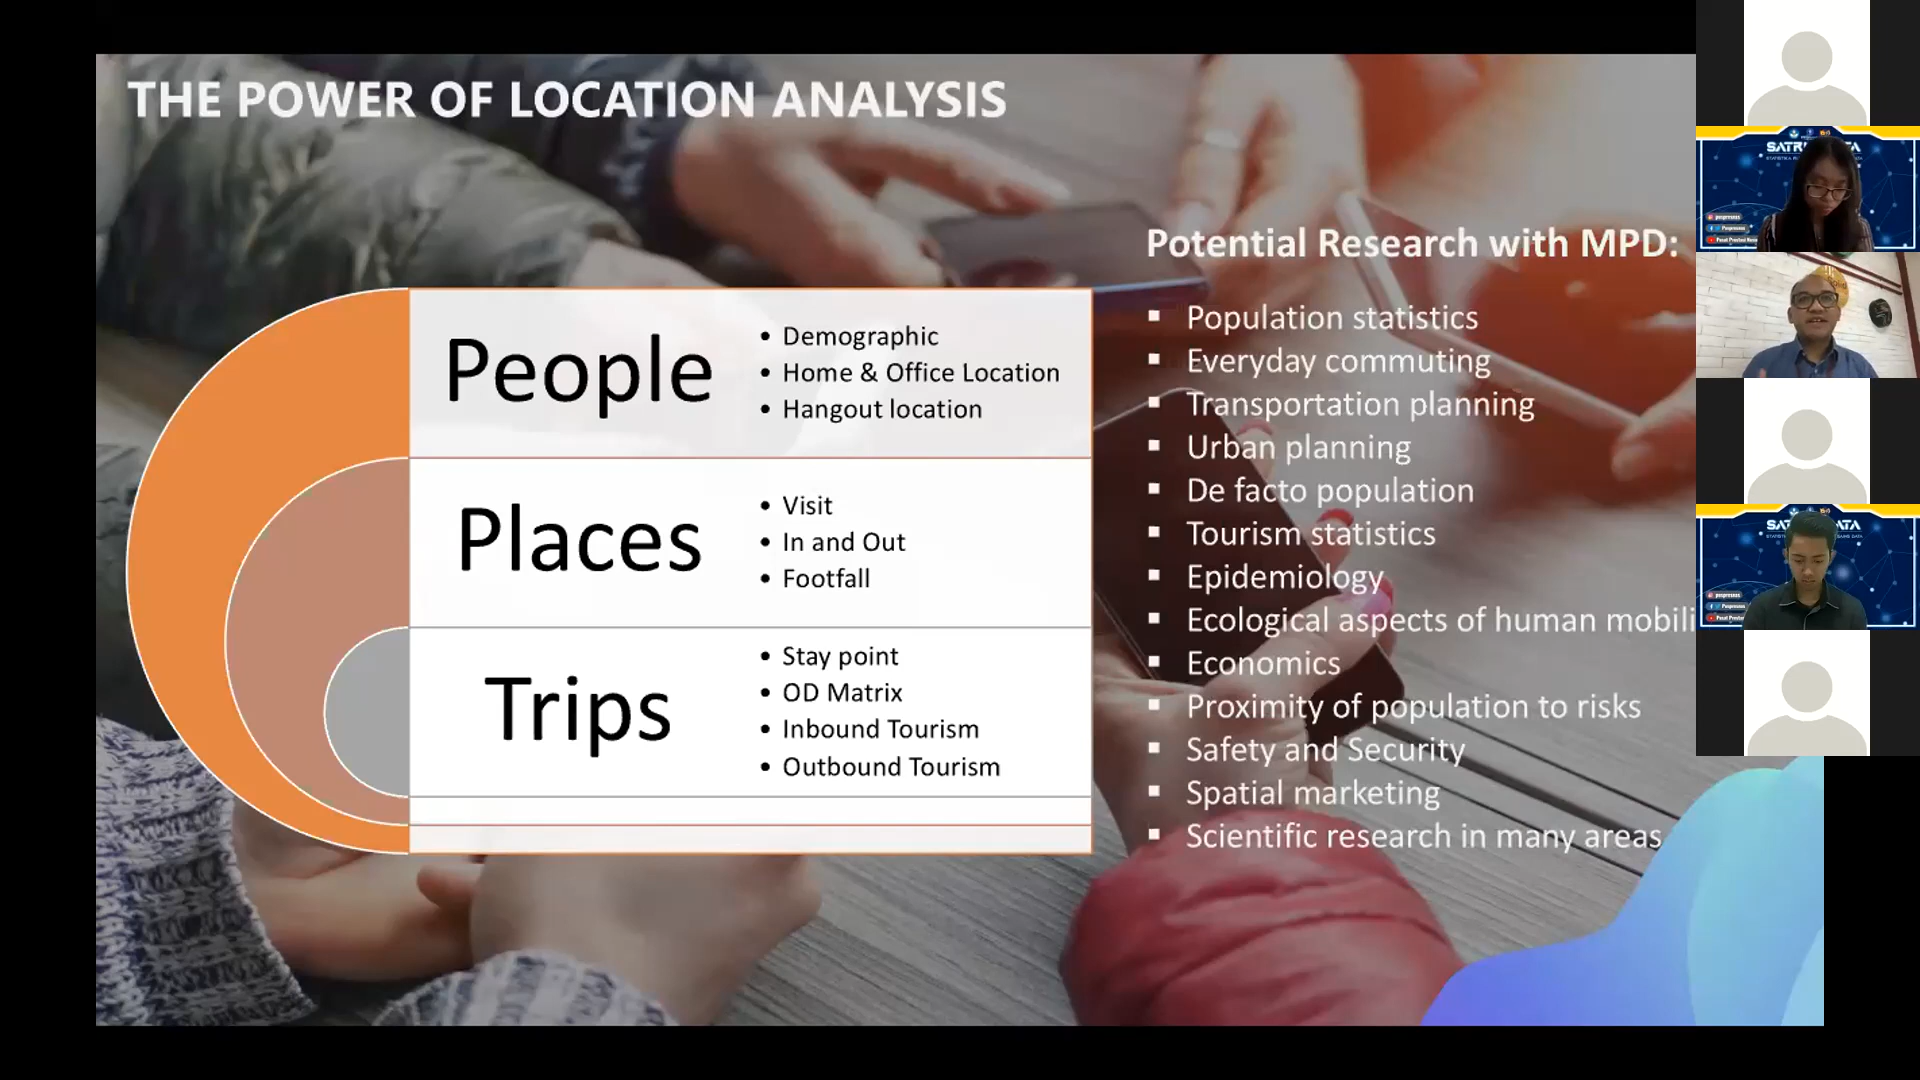 THE POWER OF LOCATION ANALYSIS
People
• Demographic
• Home & Office Location
• Hangout location
Places
• Visit
• In and Out
• Footfall
Trips
• Stay point
• OD Matrix
• Inbound Tourism
• Outbound Tourism
Potential Research with MPD:
▪ Population statistics
▪ Everyday commuting
▪ Transportation planning
▪ Urban planning
▪ De facto population
▪ Tourism statistics
▪ Epidemiology
▪ Ecological aspects of human mobili
▪ Economics
▪ Proximity of population to risks
▪ Safety and Security
▪ Spatial marketing
▪ Scientific research in many areas